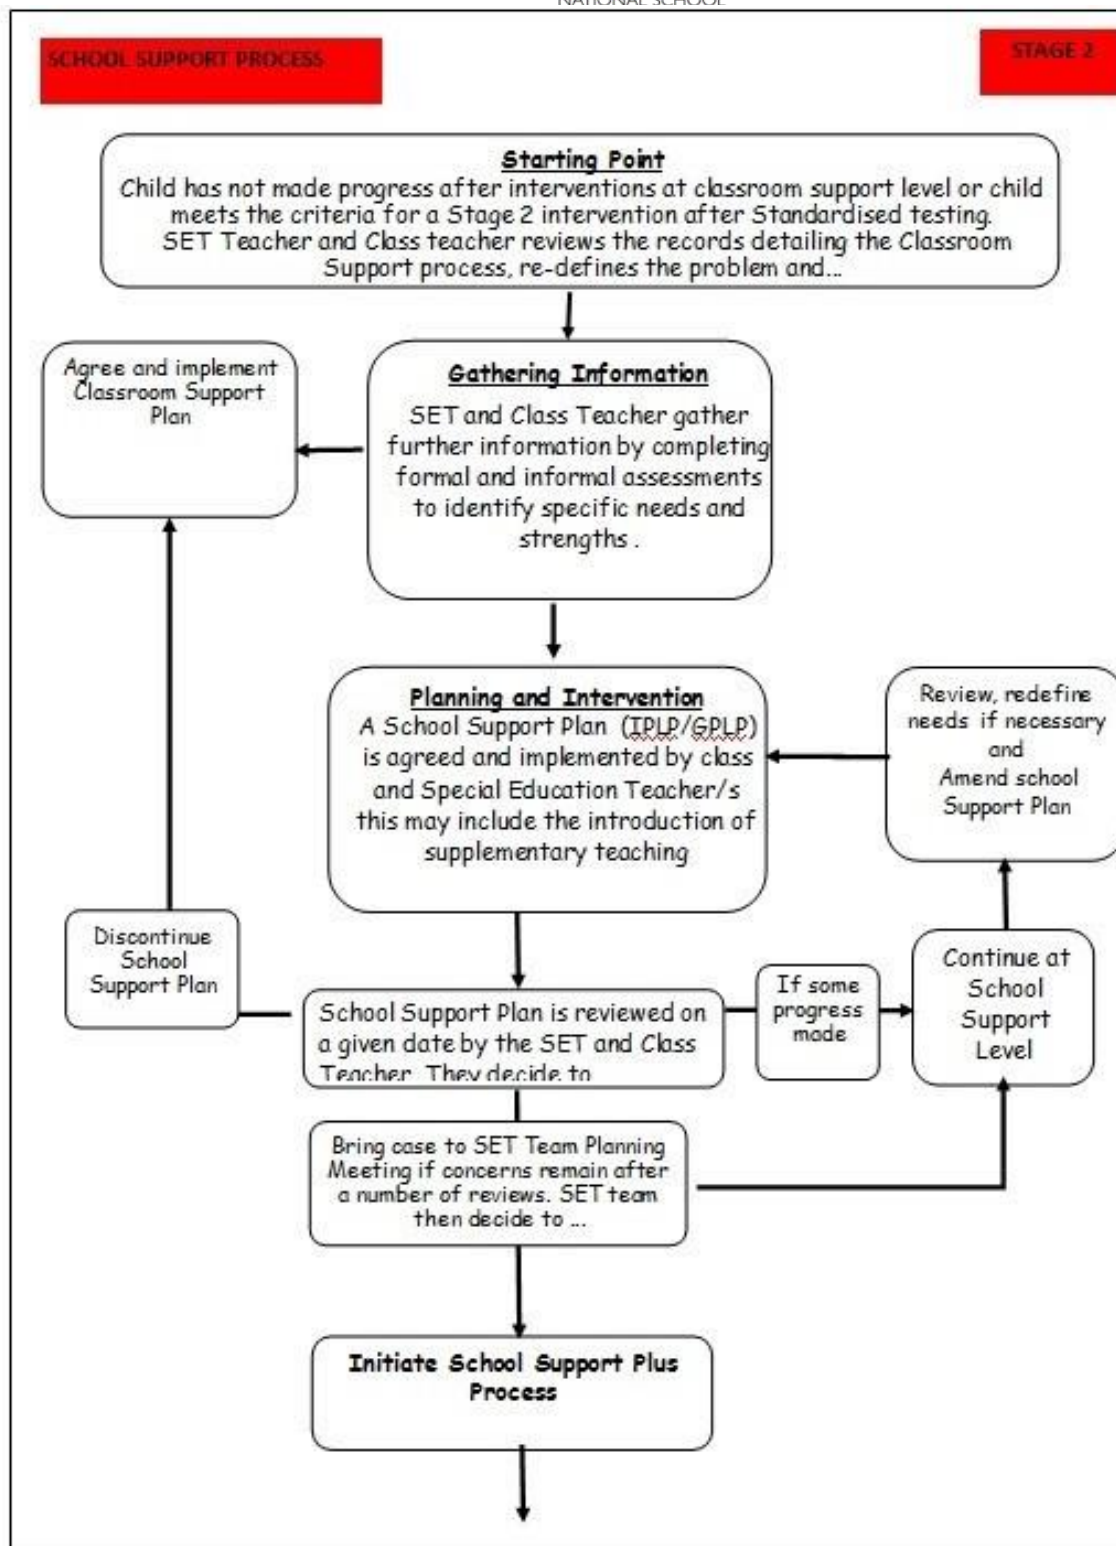 NATIONAL SCHOOL
SCHOOL SUPPORT PROCESS
STAGE 2
Starting Point
Child has not made progress after interventions at classroom support level or child
meets the criteria for a Stage 2 intervention after Standardised testing.
SET Teacher and Class teacher reviews the records detailing the Classroom
Support process, re-defines the problem and...
Agree and implement
Classroom Support
Plan
Gathering Information
SET and Class Teacher gather
further information by completing
formal and informal assessments
to identify specific needs and
strengths .
Planning and Intervention
A School Support Plan (IPLP/GPLP)
is agreed and implemented by class
and Special Education Teacher/s
this may include the introduction of
supplementary teaching
Review, redefine
needs if necessary
and
Amend school
Support Plan
Discontinue
School
Support Plan
School Support Plan is reviewed on
a given date by the SET and Class
Teacher. They decide to
If some
progress
made
Continue at
School
Support
Level
Bring case to SET Team Planning
Meeting if concerns remain after
a number of reviews. SET team
then decide to ...
Initiate School Support Plus
Process